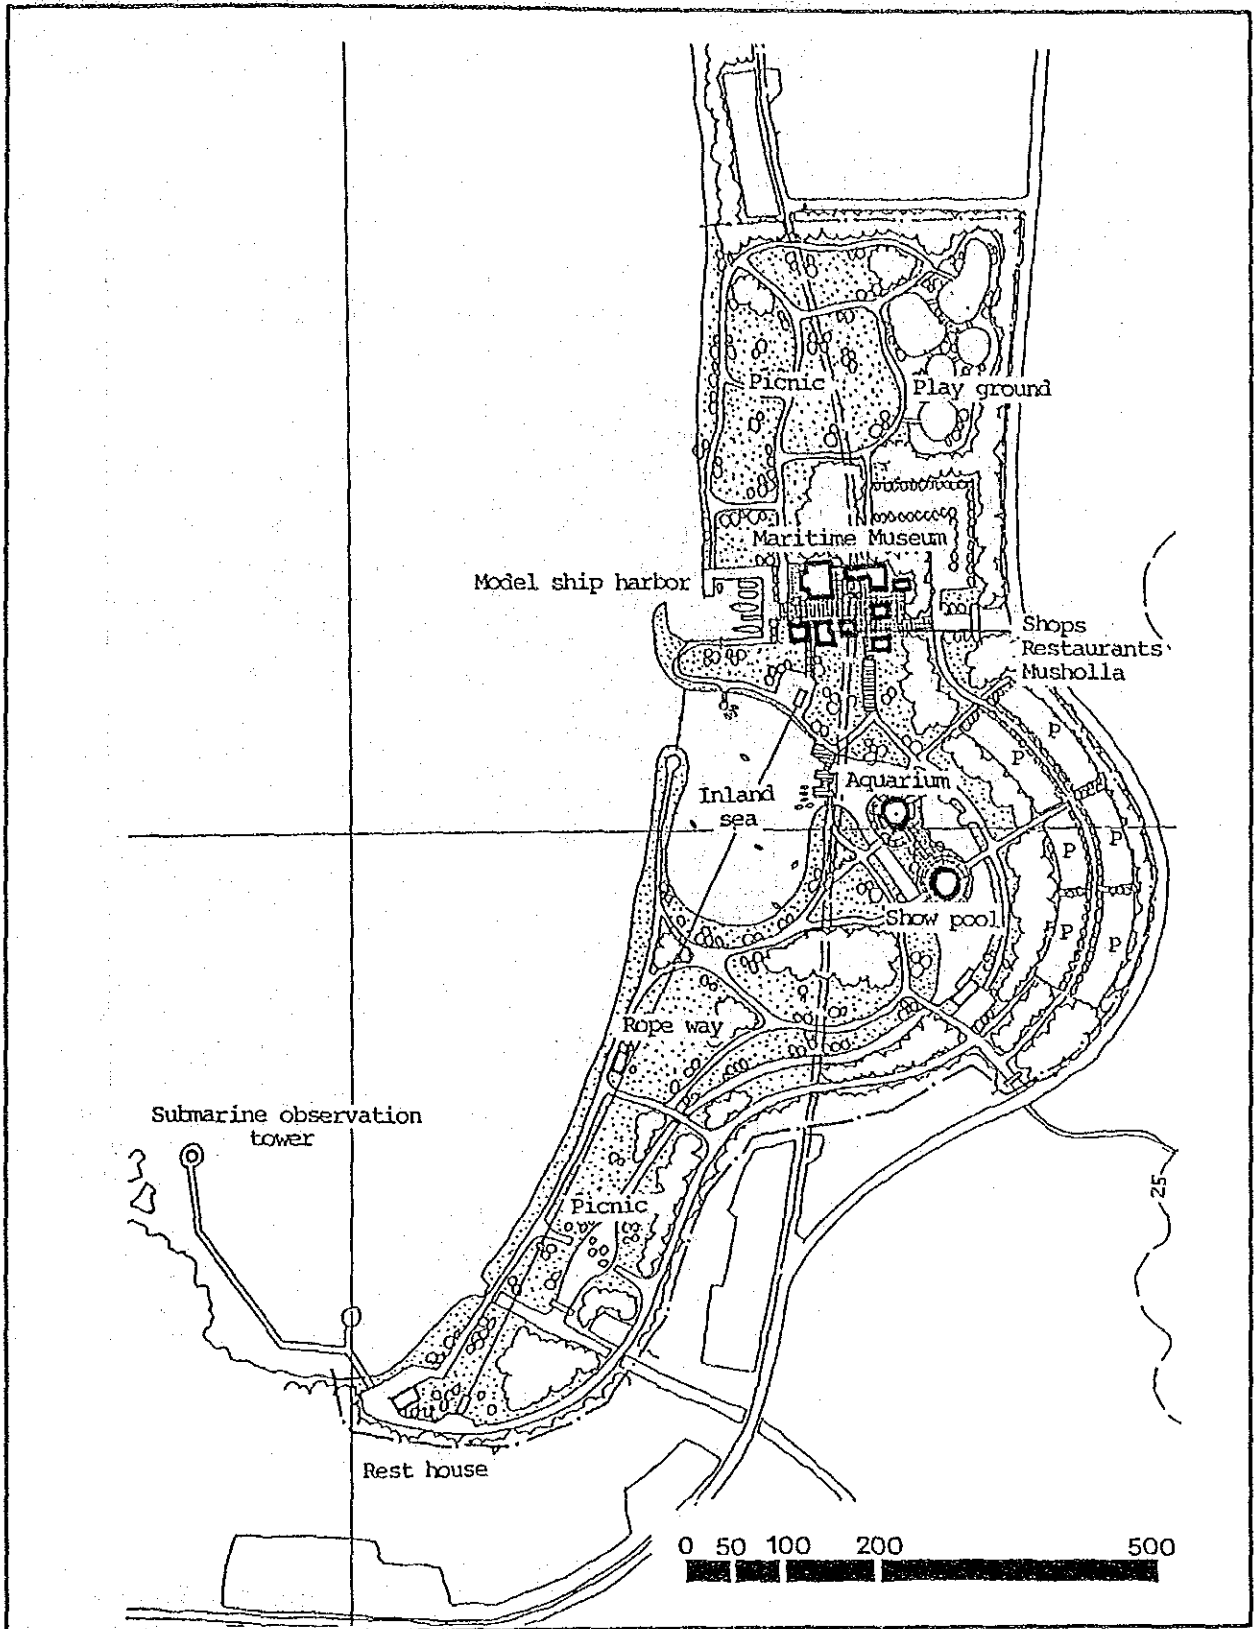 Picnic
Play ground
Maritime Museum
Model ship harbor
Shops
Restaurants
Musholla
P
P
Aquarium
Inland
sea
P
P
Show pool
P
P
Rope way
Submarine observation
tower
25
Picnic
Rest house
0 50 100 200 500